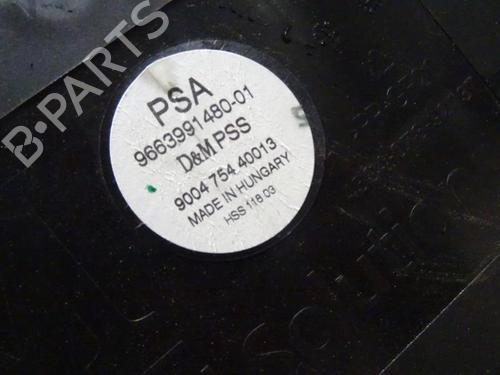 B-PARTS
PSA
9663991480-01
D&M PSS
9004 754 40013
MADE IN HUNGARY
HSS 118 03